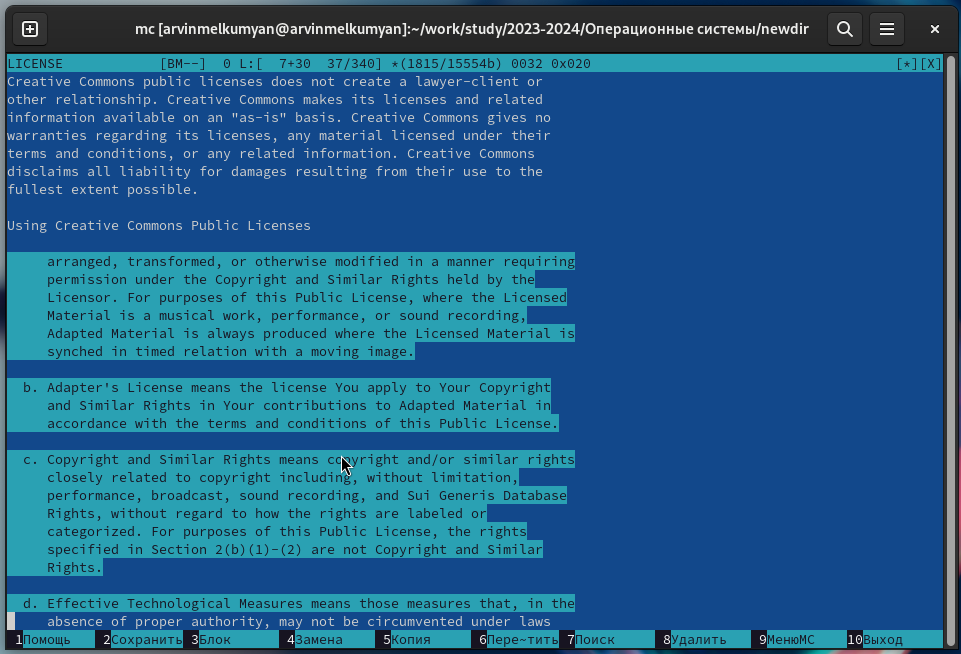 mc [arvinmelkumyan@arvinmelkumyan]:~/work/study/2023-2024/Операционные системы/newdir
LICENSE [BM--] 0 L:[ 7+30 37/340] *(1815/15554b) 0032 0x020 [*][X]
Creative Commons public licenses does not create a lawyer-client or
other relationship. Creative Commons makes its licenses and related
information available on an "as-is" basis. Creative Commons gives no
warranties regarding its licenses, any material licensed under their
terms and conditions, or any related information. Creative Commons
disclaims all liability for damages resulting from their use to the
fullest extent possible.
Using Creative Commons Public Licenses
arranged, transformed, or otherwise modified in a manner requiring
permission under the Copyright and Similar Rights held by the
Licensor. For purposes of this Public License, where the Licensed
Material is a musical work, performance, or sound recording,
Adapted Material is always produced where the Licensed Material is
synched in timed relation with a moving image.
b. Adapter's License means the license You apply to Your Copyright
and Similar Rights in Your contributions to Adapted Material in
accordance with the terms and conditions of this Public License.
c. Copyright and Similar Rights means copyright and/or similar rights
closely related to copyright including, without limitation,
performance, broadcast, sound recording, and Sui Generis Database
Rights, without regard to how the rights are labeled or
categorized. For purposes of this Public License, the rights
specified in Section 2(b)(1)-(2) are not Copyright and Similar
Rights.
d. Effective Technological Measures means those measures that, in the
absence of proper authority, may not be circumvented under laws
1Помощь 2Сохранить 3Блок 4Замена 5Копия 6Пере~тить 7Поиск 8Удалить 9МенюMC 10Выход